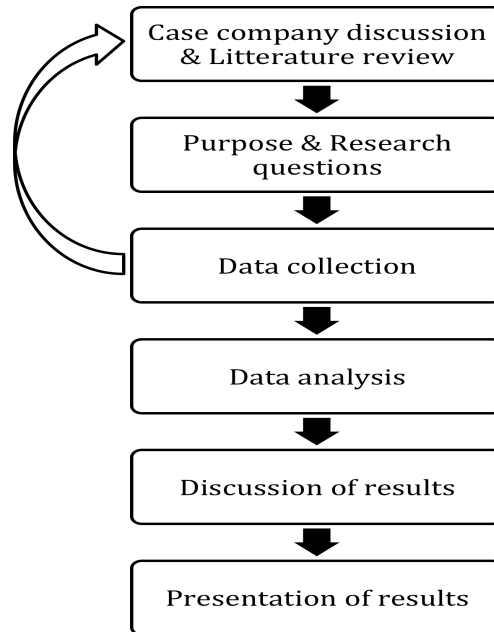 Case company discussion
& Litterature review
Purpose & Research
questions
Data collection
Data analysis
Discussion of results
Presentation of results